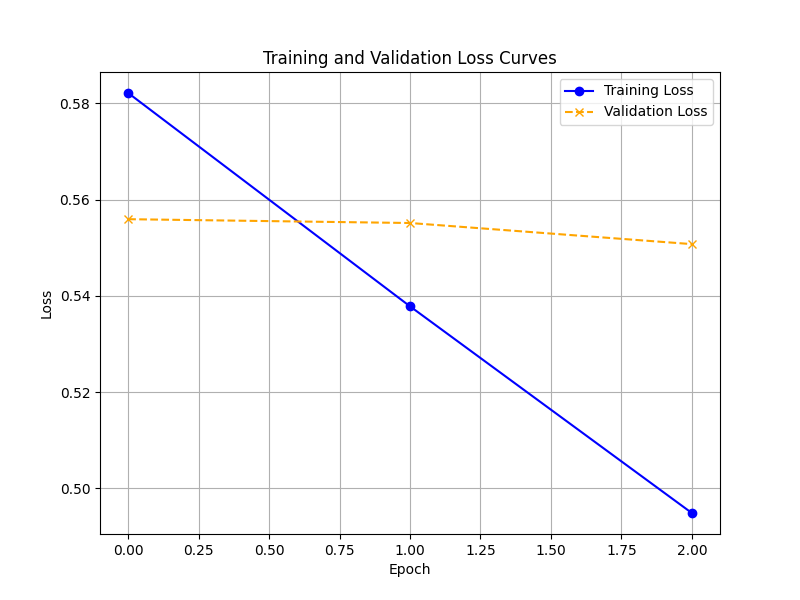 Training and Validation Loss Curves
Training Loss
Validation Loss
0.58
0.56
0.54
0.52
0.50
Loss
0.00 0.25 0.50 0.75 1.00 1.25 1.50 1.75 2.00
Epoch